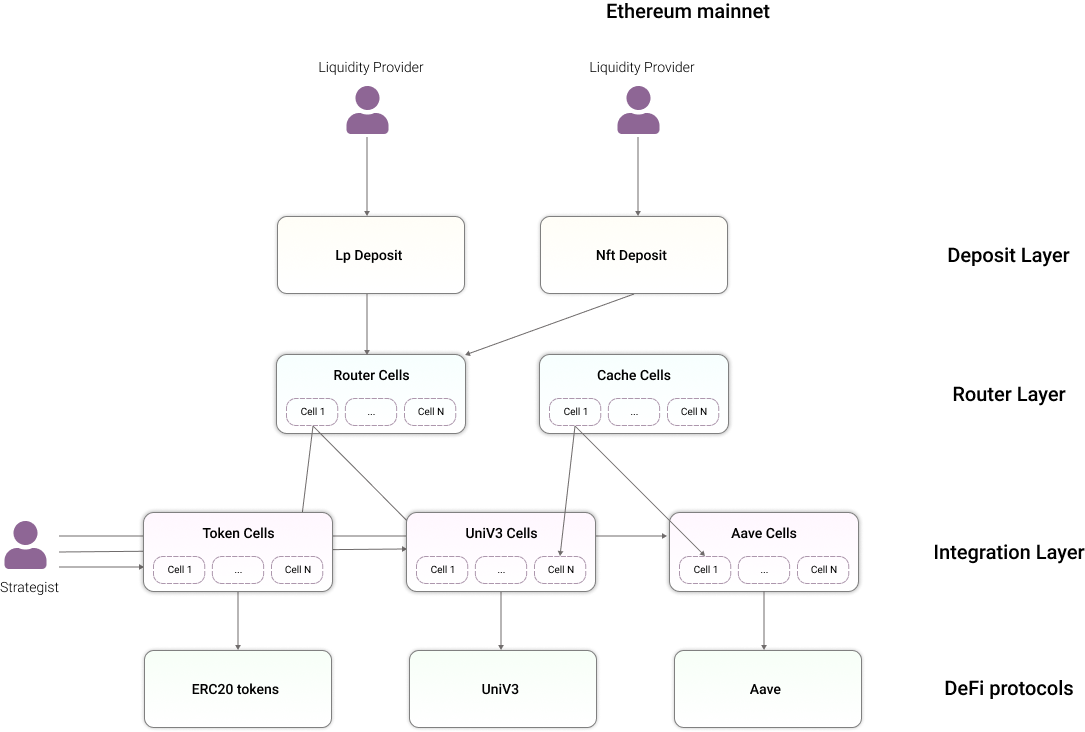 Ethereum mainnet
Liquidity Provider
Liquidity Provider
Lp Deposit
Nft Deposit
Deposit Layer
Router Cells
Cell 1
...
Cell N
Cache Cells
Cell 1
...
Cell N
Router Layer
Strategist
Token Cells
Cell 1
...
Cell N
UniV3 Cells
Cell 1
...
Cell N
Aave Cells
Cell 1
...
Cell N
Integration Layer
ERC20 tokens
UniV3
Aave
DeFi protocols